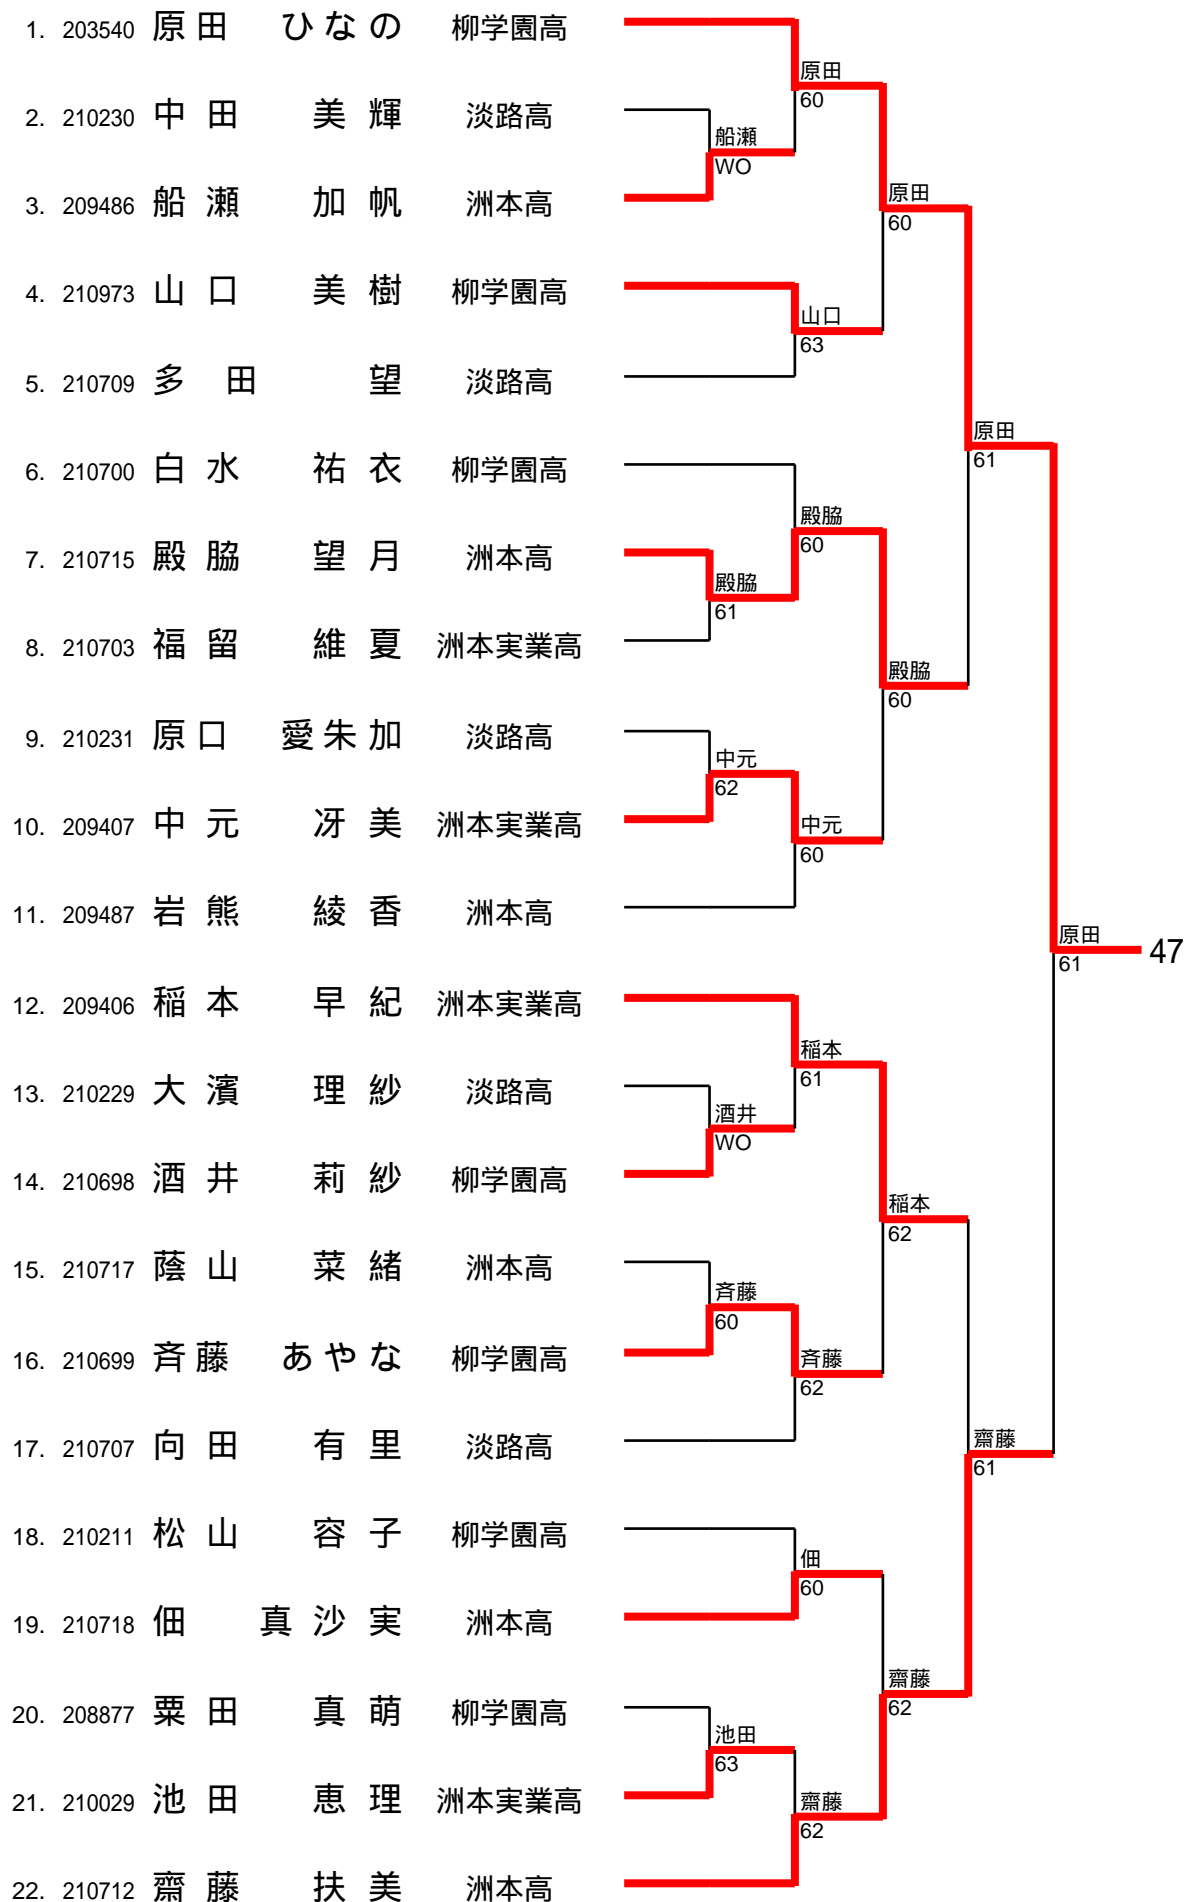 1. 203540 原田 ひなの 柳学園高
原田
60
2. 210230 中田 美輝 淡路高
船瀬
WO
3. 209486 船瀬 加帆 洲本高
原田
60
4. 210973 山口 美樹 柳学園高
山口
63
5. 210709 多田 望 淡路高
原田
61
6. 210700 白水 祐衣 柳学園高
殿脇
60
7. 210715 殿脇 望月 洲本高
殿脇
61
8. 210703 福留 維夏 洲本実業高
殿脇
60
9. 210231 原口 愛朱加 淡路高
中元
62
10. 209407 中元 冴美 洲本実業高
中元
60
11. 209487 岩熊 綾香 洲本高
原田
61
47
12. 209406 稲本 早紀 洲本実業高
稲本
61
13. 210229 大濱 理紗 淡路高
酒井
WO
14. 210698 酒井 莉紗 柳学園高
稲本
62
15. 210717 蔭山 菜緒 洲本高
斉藤
60
16. 210699 斉藤 あやな 柳学園高
斉藤
62
17. 210707 向田 有里 淡路高
齋藤
61
18. 210211 松山 容子 柳学園高
佃
60
19. 210718 佃 真沙実 洲本高
齋藤
62
20. 208877 粟田 真萌 柳学園高
池田
63
21. 210029 池田 恵理 洲本実業高
齋藤
62
22. 210712 齋藤 扶美 洲本高